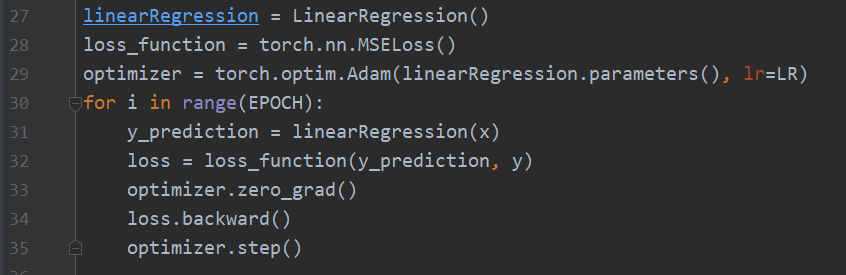 27 linearRegression = LinearRegression()
28 loss_function = torch.nn.MSELoss()
29 optimizer = torch.optim.Adam(linearRegression.parameters(), lr=LR)
30 for i in range(EPOCH):
31     y_prediction = linearRegression(x)
32     loss = loss_function(y_prediction, y)
33     optimizer.zero_grad()
34     loss.backward()
35     optimizer.step()